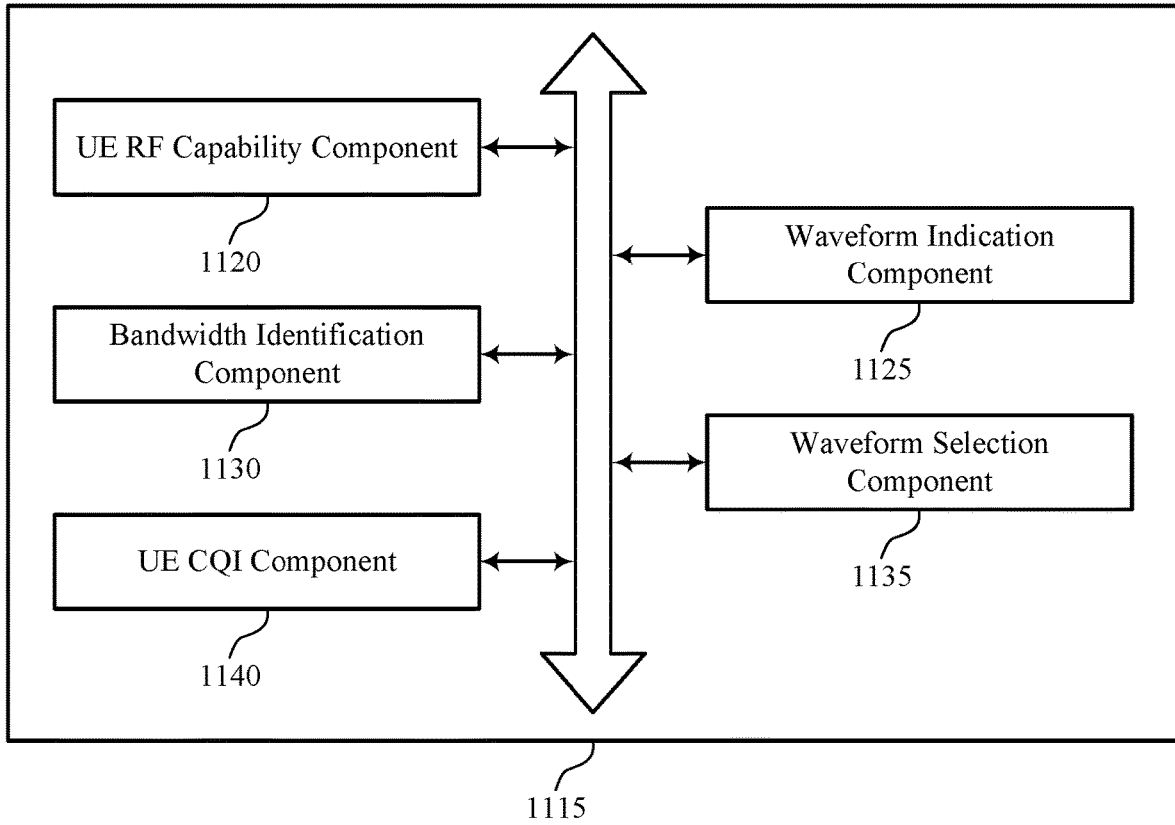 UE RF Capability Component
1120
Waveform Indication
Component
1125
Bandwidth Identification
Component
1130
Waveform Selection
Component
1135
UE CQI Component
1140
1115